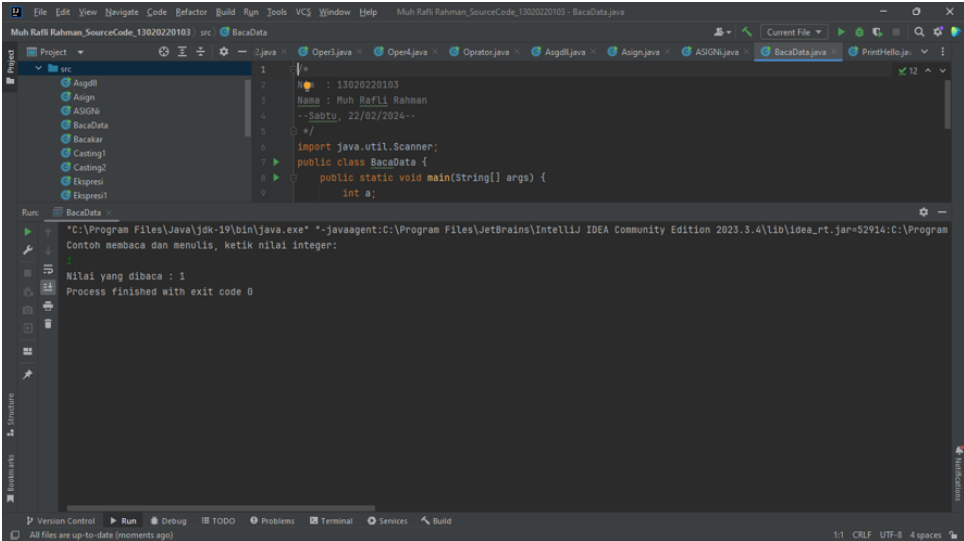 File Edit View Navigate Code Refactor Build Run Tools VCS Window Help Muh Rafli Rahman_SourceCode_13020220103 - BacaData.java
Muh Rafli Rahman_SourceCode_13020220103 src BacaData Current File
Project 2.java Oper3.java Oper4.java Oprator.java Asgdll.java Asign.java ASIGNi.java BacaData.java PrintHello.ja
src
Asgdll
Asign
ASIGNi
BacaData
Bacakar
Casting1
Casting2
Ekspresi
Ekspresi1
1 /*
2 : 13020220103
3 Nama : Muh Rafli Rahman
4 --Sabtu, 22/02/2024--
5 */
6 import java.util.Scanner;
7 public class BacaData {
8 public static void main(String[] args) {
9 int a;
12
Run: BacaData
"C:\Program Files\Java\jdk-19\bin\java.exe" "-javaagent:C:\Program Files\JetBrains\IntelliJ IDEA Community Edition 2023.3.4\lib\idea_rt.jar=52914:C:\Program
Contoh membaca dan menulis, ketik nilai integer:
1
Nilai yang dibaca : 1
Process finished with exit code 0
Project
Structure
Bookmarks
Notifications
Version Control Run Debug TODO Problems Terminal Services Build
All files are up-to-date (moments ago) 1:1 CRLF UTF-8 4 spaces